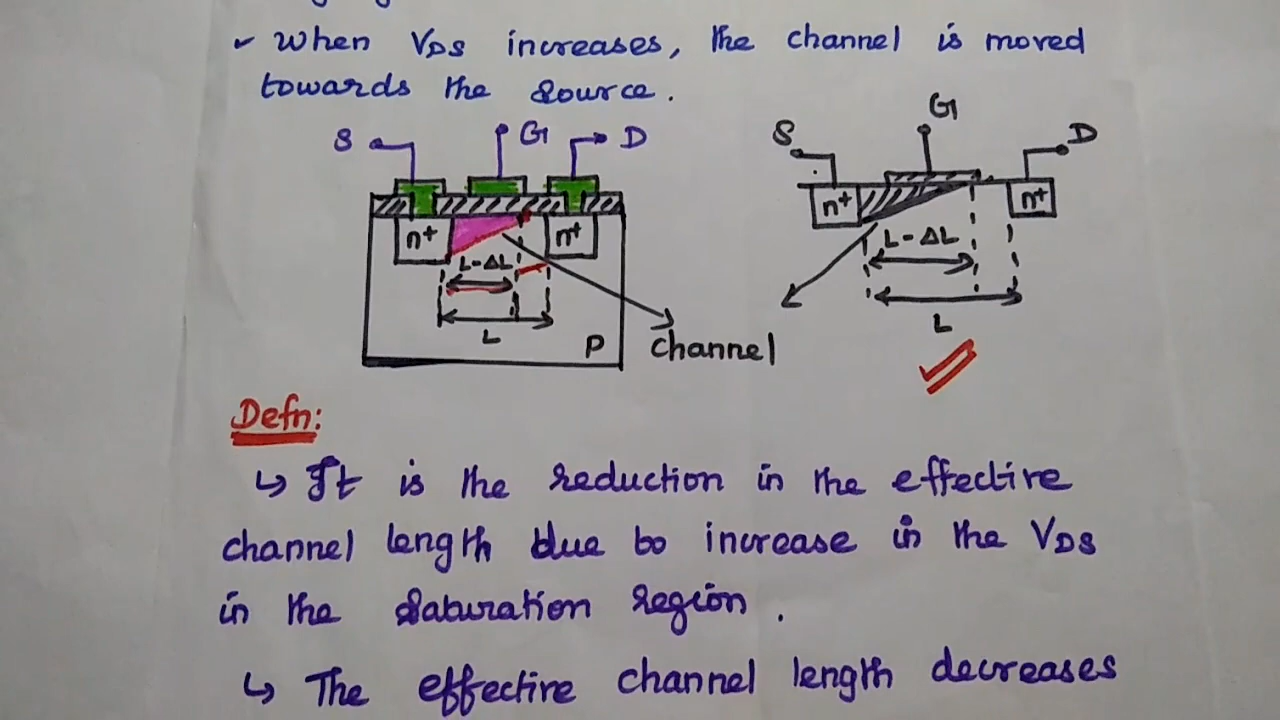 ✓ When VDS increases, the channel is moved
towards the source.
S G D
n+ n+
L-ΔL
L
P
channel
S G D
n+ n+
L-ΔL
L
Defn:
↳ It is the reduction in the effective
channel length due to increase in the VDS
in the saturation region.
↳ The effective channel length decreases